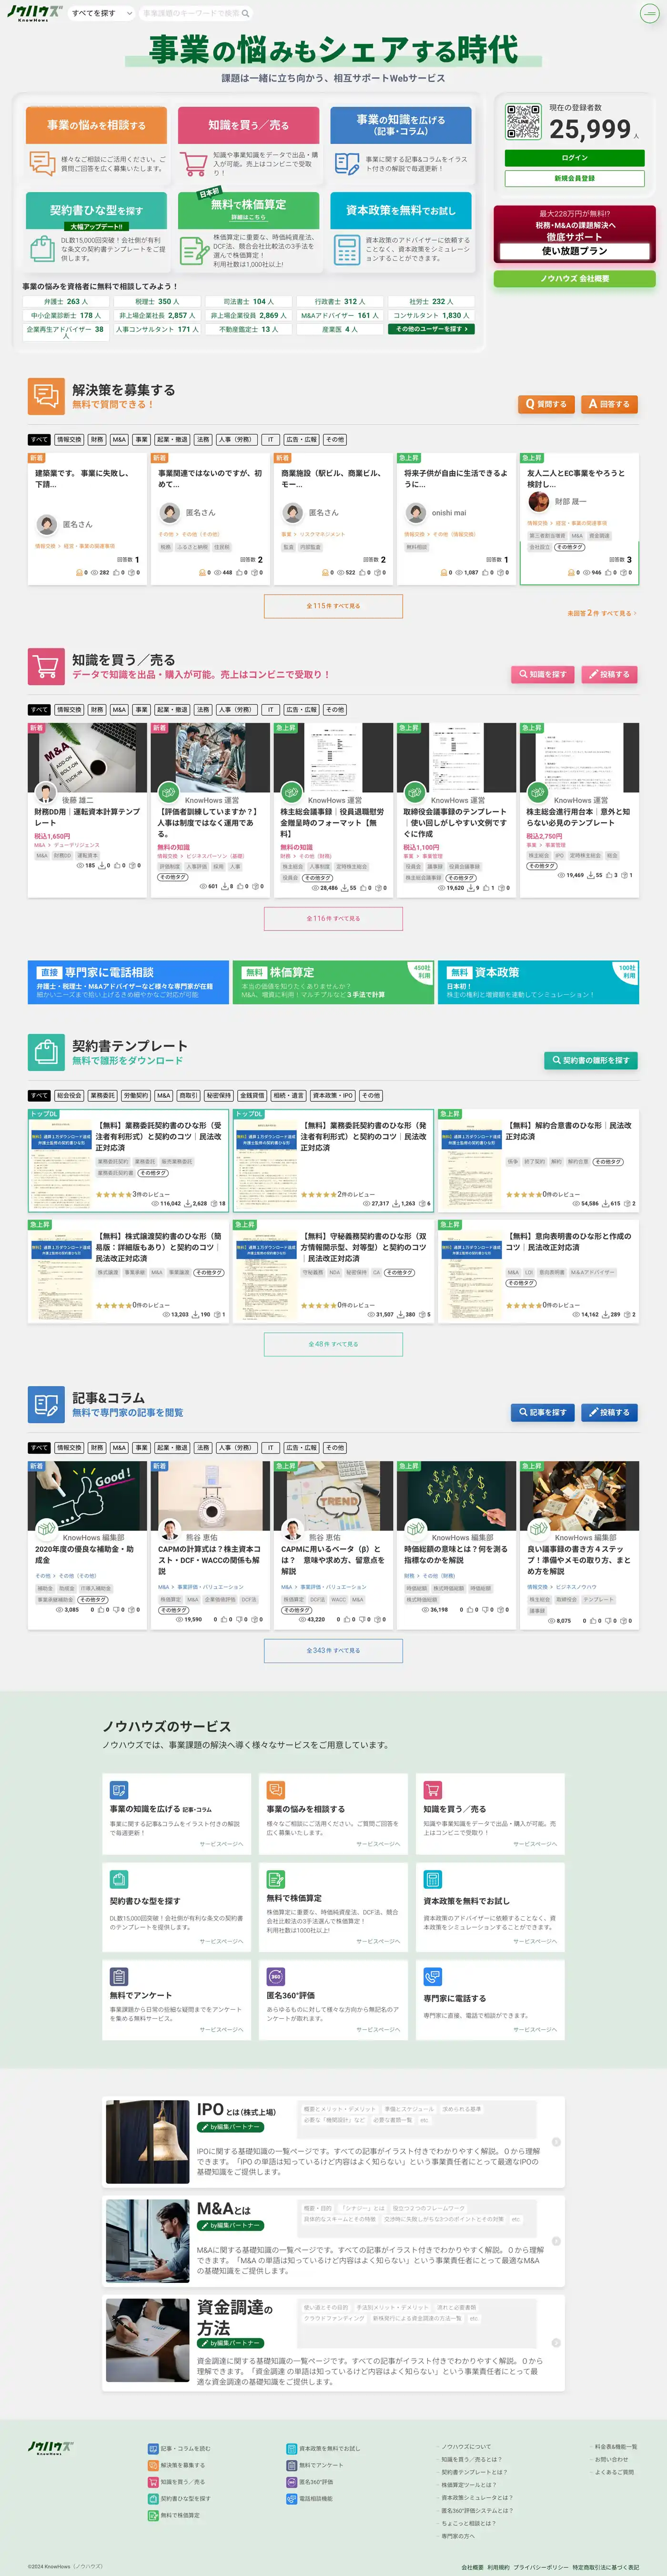 ノウハウズ
KnowHows
すべてを探す
事業課題のキーワードで検索
事業の悩みもシェアする時代
課題は一緒に立ち向かう、相互サポートWebサービス
事業の悩みを相談する
様々なご相談にご活用ください。ご
質問ご回答を広く募集いたします。
知識を買う／売る
知識や事業知識をデータで出品・購
入が可能。売上はコンビニで受取
り！
事業の知識を広げる
（記事・コラム）
事業に関する記事&コラムをイラス
ト付きの解説で毎週更新！
契約書ひな型を探す
大幅アップデート!!
DL数15,000回突破！会社側が有利
な条文の契約書テンプレートをご提
供します。
日本初
無料で株価算定
詳細はこちら
株価算定に重要な、時価純資産法、
DCF法、競合会社比較法の3手法を
選んで株価算定！
利用社数は1,000社以上!
資本政策を無料でお試し
資本政策のアドバイザーに依頼する
ことなく、資本政策をシミュレーシ
ョンすることができます。
事業の悩みを資格者に無料で相談してみよう！
弁護士 263 人
税理士 350 人
司法書士 104 人
行政書士 312 人
社労士 232 人
中小企業診断士 178 人
非上場企業社長 2,857 人
非上場企業役員 2,869 人
M&Aアドバイザー 161 人
コンサルタント 1,830 人
企業再生アドバイザー 38
人
人事コンサルタント 171 人
不動産鑑定士 13 人
産業医 4 人
その他のユーザーを探す
現在の登録者数
25,999 人
ログイン
新規会員登録
最大228万円が無料!?
税務・M&Aの課題解決へ
徹底サポート
使い放題プラン
ノウハウズ 会社概要
解決策を募集する
無料で質問できる！
Q 質問する
A 回答する
すべて 情報交換 財務 M&A 事業 起業・撤退 法務 人事（労務） IT 広告・広報 その他
新着
建築業です。 事業に失敗し、
下請...
匿名さん
情報交換 > 経営・事業の関連事項
回答数 1
0 282 0 0
新着
事業関連ではないのですが、初
めて...
匿名さん
その他 > その他（その他）
税務 ふるさと納税 住民税
回答数 2
0 448 0 0
新着
商業施設（駅ビル、商業ビル、
モー...
匿名さん
事業 > リスクマネジメント
監査 内部監査
回答数 2
0 522 0 0
急上昇
将来子供が自由に生活できるよ
うに...
onishi mai
情報交換 > その他（情報交換）
無料相談
回答数 1
0 1,087 0 0
急上昇
友人二人とEC事業をやろうと
検討し...
財部 晟一
情報交換 > 経営・事業の関連事項
第三者割当増資 M&A 資金調達
合社設立 その他タグ
回答数 3
0 946 0 0
全115件 すべて見る
未回答2件 すべて見る
知識を買う／売る
データで知識を出品・購入が可能。売上はコンビニで受取り！
知識を探す
投稿する
すべて 情報交換 財務 M&A 事業 起業・撤退 法務 人事（労務） IT 広告・広報 その他
新着
後藤 雄二
財務DD用｜運転資本計算テンプ
レート
税込1,650円
M&A > デューデリジェンス
M&A 財務DD 運転資本
185 0 0 0
新着
KnowHows 運営
【評価者訓練していますか？】
人事は制度ではなく運用であ
る。
無料の知識
情報交換 > ビジネスパーソン（基礎）
評価制度 人事評価 採用 人事
その他タグ
601 8 0 0
急上昇
KnowHows 運営
株主総会議事録｜役員退職慰労
金贈呈時のフォーマット【無
料】
無料の知識
財務 > その他（財務）
株主総会 人事制度 定時株主総会
役員会 その他タグ
28,486 55 0 0
急上昇
KnowHows 運営
取締役会議事録のテンプレート
｜使い回しがしやすい文例です
ぐに作成
税込1,100円
事業 > 事業管理
役員会 議事録 役員会議事録
株主総会議事録 その他タグ
19,620 9 1 0
急上昇
KnowHows 運営
株主総会進行用台本｜意外と知
らない必見のテンプレート
税込2,750円
事業 > 事業管理
株主総会 IPO 定時株主総会 総会
その他タグ
19,469 55 3 1
全116件 すべて見る
直接 専門家に電話相談
弁護士・税理士・M&Aアドバイザーなど様々な専門家が在籍
細かいニーズまで拾い上げるきめ細やかなご対応が可能
無料 株価算定
450社
利用
本当の価値を知りたくありませんか？
M&A、増資に利用！マルチプルなど３手法で計算
無料 資本政策
100社
利用
日本初！
株主の権利と増資額を連動してシミュレーション！
契約書テンプレート
無料で雛形をダウンロード
契約書の雛形を探す
すべて 総会役会 業務委託 労働契約 M&A 商取引 秘密保持 金銭貸借 相続・遺言 資本政策・IPO その他
トップDL
【無料】業務委託契約書のひな形（受
注者有利形式）と契約のコツ｜民法改
正対応済
業務委託契約 業務委託 販売業務委託
業務委託契約書 その他タグ
★★★★★3件のレビュー
116,042 2,628 18
トップDL
【無料】業務委託契約書のひな形（発
注者有利形式）と契約のコツ｜民法改
正対応済
★★★★★2件のレビュー
27,317 1,263 6
急上昇
【無料】解約合意書のひな形｜民法改
正対応済
係争 終了契約 解約 解約合意 その他タグ
★★★★★0件のレビュー
54,586 615 2
急上昇
【無料】株式譲渡契約書のひな形（簡
易版：詳細版もあり）と契約のコツ｜
民法改正対応済
株式譲渡 事業承継 M&A 事業譲渡 その他タグ
★★★★★0件のレビュー
13,203 190 1
急上昇
【無料】守秘義務契約書のひな形（双
方情報開示型、対等型）と契約のコツ
｜民法改正対応済
守秘義務 NDA 秘密保持 CA その他タグ
★★★★★0件のレビュー
31,507 380 5
急上昇
【無料】意向表明書のひな形と作成の
コツ｜民法改正対応済
M&A LOI 意向表明書 M&Aアドバイザー
その他タグ
★★★★★0件のレビュー
14,162 289 2
全48件 すべて見る
記事&コラム
無料で専門家の記事を閲覧
記事を探す
投稿する
すべて 情報交換 財務 M&A 事業 起業・撤退 法務 人事（労務） IT 広告・広報 その他
新着
Good!
KnowHows 編集部
2020年度の優良な補助金・助
成金
その他 > その他（その他）
補助金 助成金 IT導入補助金
事業承継補助金 その他タグ
3,085 0 0 0 0
新着
熊谷 恵佑
CAPMの計算式は？株主資本コ
スト・DCF・WACCの関係も解
説
M&A > 事業評価・バリュエーション
株価算定 M&A 企業価値評価 DCF法
その他タグ
19,590 0 0 0 0
急上昇
TREND
熊谷 恵佑
CAPMに用いるベータ（β）と
は？ 意味や求め方、留意点を
解説
M&A > 事業評価・バリュエーション
株価算定 DCF法 WACC M&A
その他タグ
43,220 0 0 0 0
急上昇
KnowHows 編集部
時価総額の意味とは？何を測る
指標なのかを解説
財務 > その他（財務）
時価総額 株式時価総額 時価総額
株式時価総額
36,198 0 0 0 0
急上昇
KnowHows 編集部
良い議事録の書き方４ステッ
プ！準備やメモの取り方、まと
め方を解説
情報交換 > ビジネスノウハウ
株主総会 取締役会 テンプレート
議事録
8,075 0 0 0 0
全343件 すべて見る
ノウハウズのサービス
ノウハウズでは、事業課題の解決へ導く様々なサービスをご用意しています。
事業の知識を広げる 記事・コラム
事業に関する記事&コラムをイラスト付きの解説
で毎週更新！
サービスページへ
事業の悩みを相談する
様々なご相談にご活用ください。ご質問ご回答を
広く募集いたします。
サービスページへ
知識を買う／売る
知識や事業知識をデータで出品・購入が可能。売
上はコンビニで受取り！
サービスページへ
契約書ひな型を探す
DL数15,000回突破！会社側が有利な条文の契約書
のテンプレートを提供します。
サービスページへ
無料で株価算定
株価算定に重要な、時価純資産法、DCF法、競合
会社比較法の3手法選んで株価算定！
利用社数は1000社以上!
サービスページへ
資本政策を無料でお試し
資本政策のアドバイザーに依頼することなく、資
本政策をシミュレーションすることができます。
サービスページへ
無料でアンケート
事業課題から日常の些細な疑問までをアンケート
を集める無料サービス。
サービスページへ
360
匿名360°評価
あらゆるものに対して様々な方向から無記名のア
ンケートが取れます。
サービスページへ
専門家に電話する
専門家に直接、電話で相談ができます。
サービスページへ
IPOとは（株式上場）
by編集パートナー
概要とメリット・デメリット 準備とスケジュール 求められる基準
必要な「機関設計」など 必要な書類一覧 etc
IPOに関する基礎知識の一覧ページです。すべての記事がイラスト付きでわかりやすく解説。０から理解
できます。「IPO の単語は知っているけど内容はよく知らない」という事業責任者にとって最適なIPOの
基礎知識をご提供します。
M&Aとは
by編集パートナー
概要・目的 「シナジー」とは 役立つ２つのフレームワーク
具体的なスキームとその特徴 交渉時に失敗しがちな3つのポイントとその対策 etc
M&Aに関する基礎知識の一覧ページです。すべての記事がイラスト付きでわかりやすく解説。０から理解
できます。「M&A の単語は知っているけど内容はよく知らない」という事業責任者にとって最適なM&A
の基礎知識をご提供します。
資金調達の
方法
by編集パートナー
使い道とその目的 手法別メリット・デメリット 流れと必要書類
クラウドファンディング 新株発行による資金調達の方法一覧 etc
資金調達に関する基礎知識の一覧ページです。すべての記事がイラスト付きでわかりやすく解説。０から
理解できます。「資金調達 の単語は知っているけど内容はよく知らない」という事業責任者にとって最
適な資金調達の基礎知識をご提供します。
ノウハウズ
KnowHows
記事・コラムを読む
解決策を募集する
知識を買う／売る
契約書ひな型を探す
無料で株価算定
資本政策を無料でお試し
無料でアンケート
匿名360°評価
電話相談機能
ノウハウズについて
知識を買う／売るとは？
契約書テンプレートとは？
株価算定ツールとは？
資本政策シミュレータとは？
匿名360°評価システムとは？
ちょこっと相談とは？
専門家の方へ
料金表&機能一覧
お問い合わせ
よくあるご質問
©2024 KnowHows（ノウハウズ）
会社概要 利用規約 プライバシーポリシー 特定商取引法に基づく表記